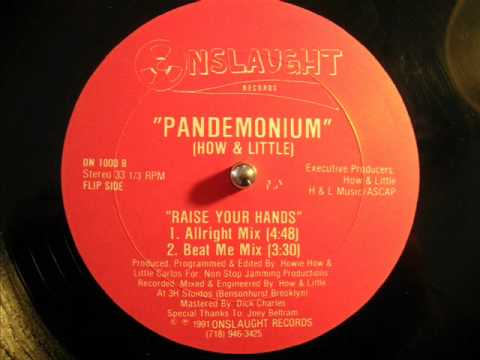 ONSLAUGHT
RECORDS
"PANDEMONIUM"
(HOW & LITTLE)
ON 1000 B
Stereo 33 1/3 RPM
FLIP SIDE
Executive Producers:
How & Little
H & L Music/ASCAP
"RAISE YOUR HANDS"
1. Allright Mix (4:48)
2. Beat Me Mix (3:30)
Produced, Programmed & Edited By: Howie How &
Little Carlos For: Non Stop Jamming Productions
Recorded, Mixed & Engineered By: How & Little
At 3H Studios (Bensonhurst Brooklyn)
Mastered By: Dick Charles
Special Thanks To: Joey Beltram
© ℗ 1991 ONSLAUGHT RECORDS
(718) 946-3425